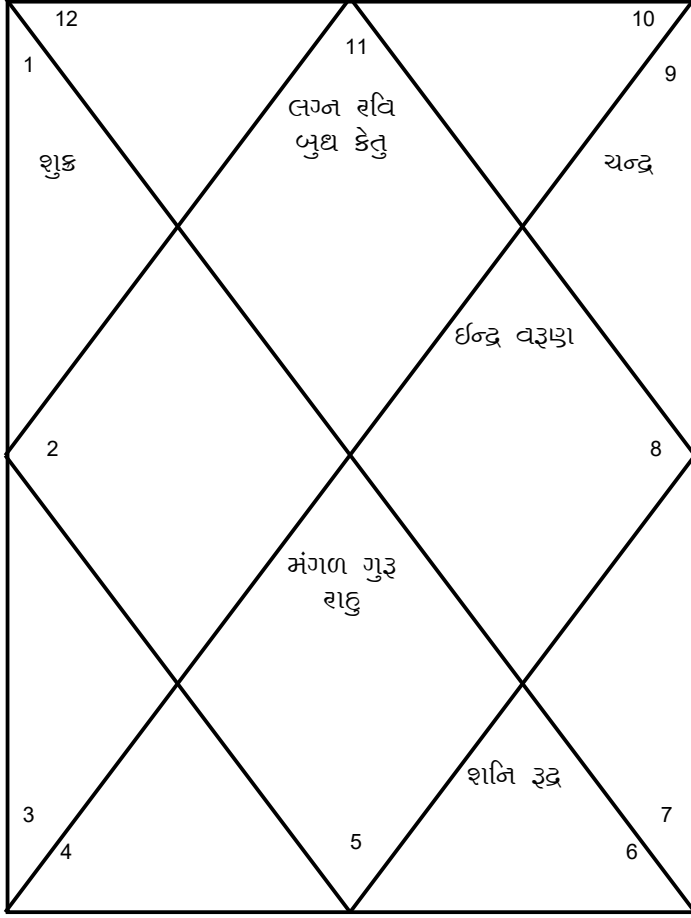 12
10
11
1
9
લગ્ન રવિ
બુધ કેતુ
શુક્ર
ચન્દ્ર
ઈન્દ્ર વરૂણ
2
8
મંગળ ગુરૂ
રાહુ
શનિ રૂદ્ર
3
7
5
4
6